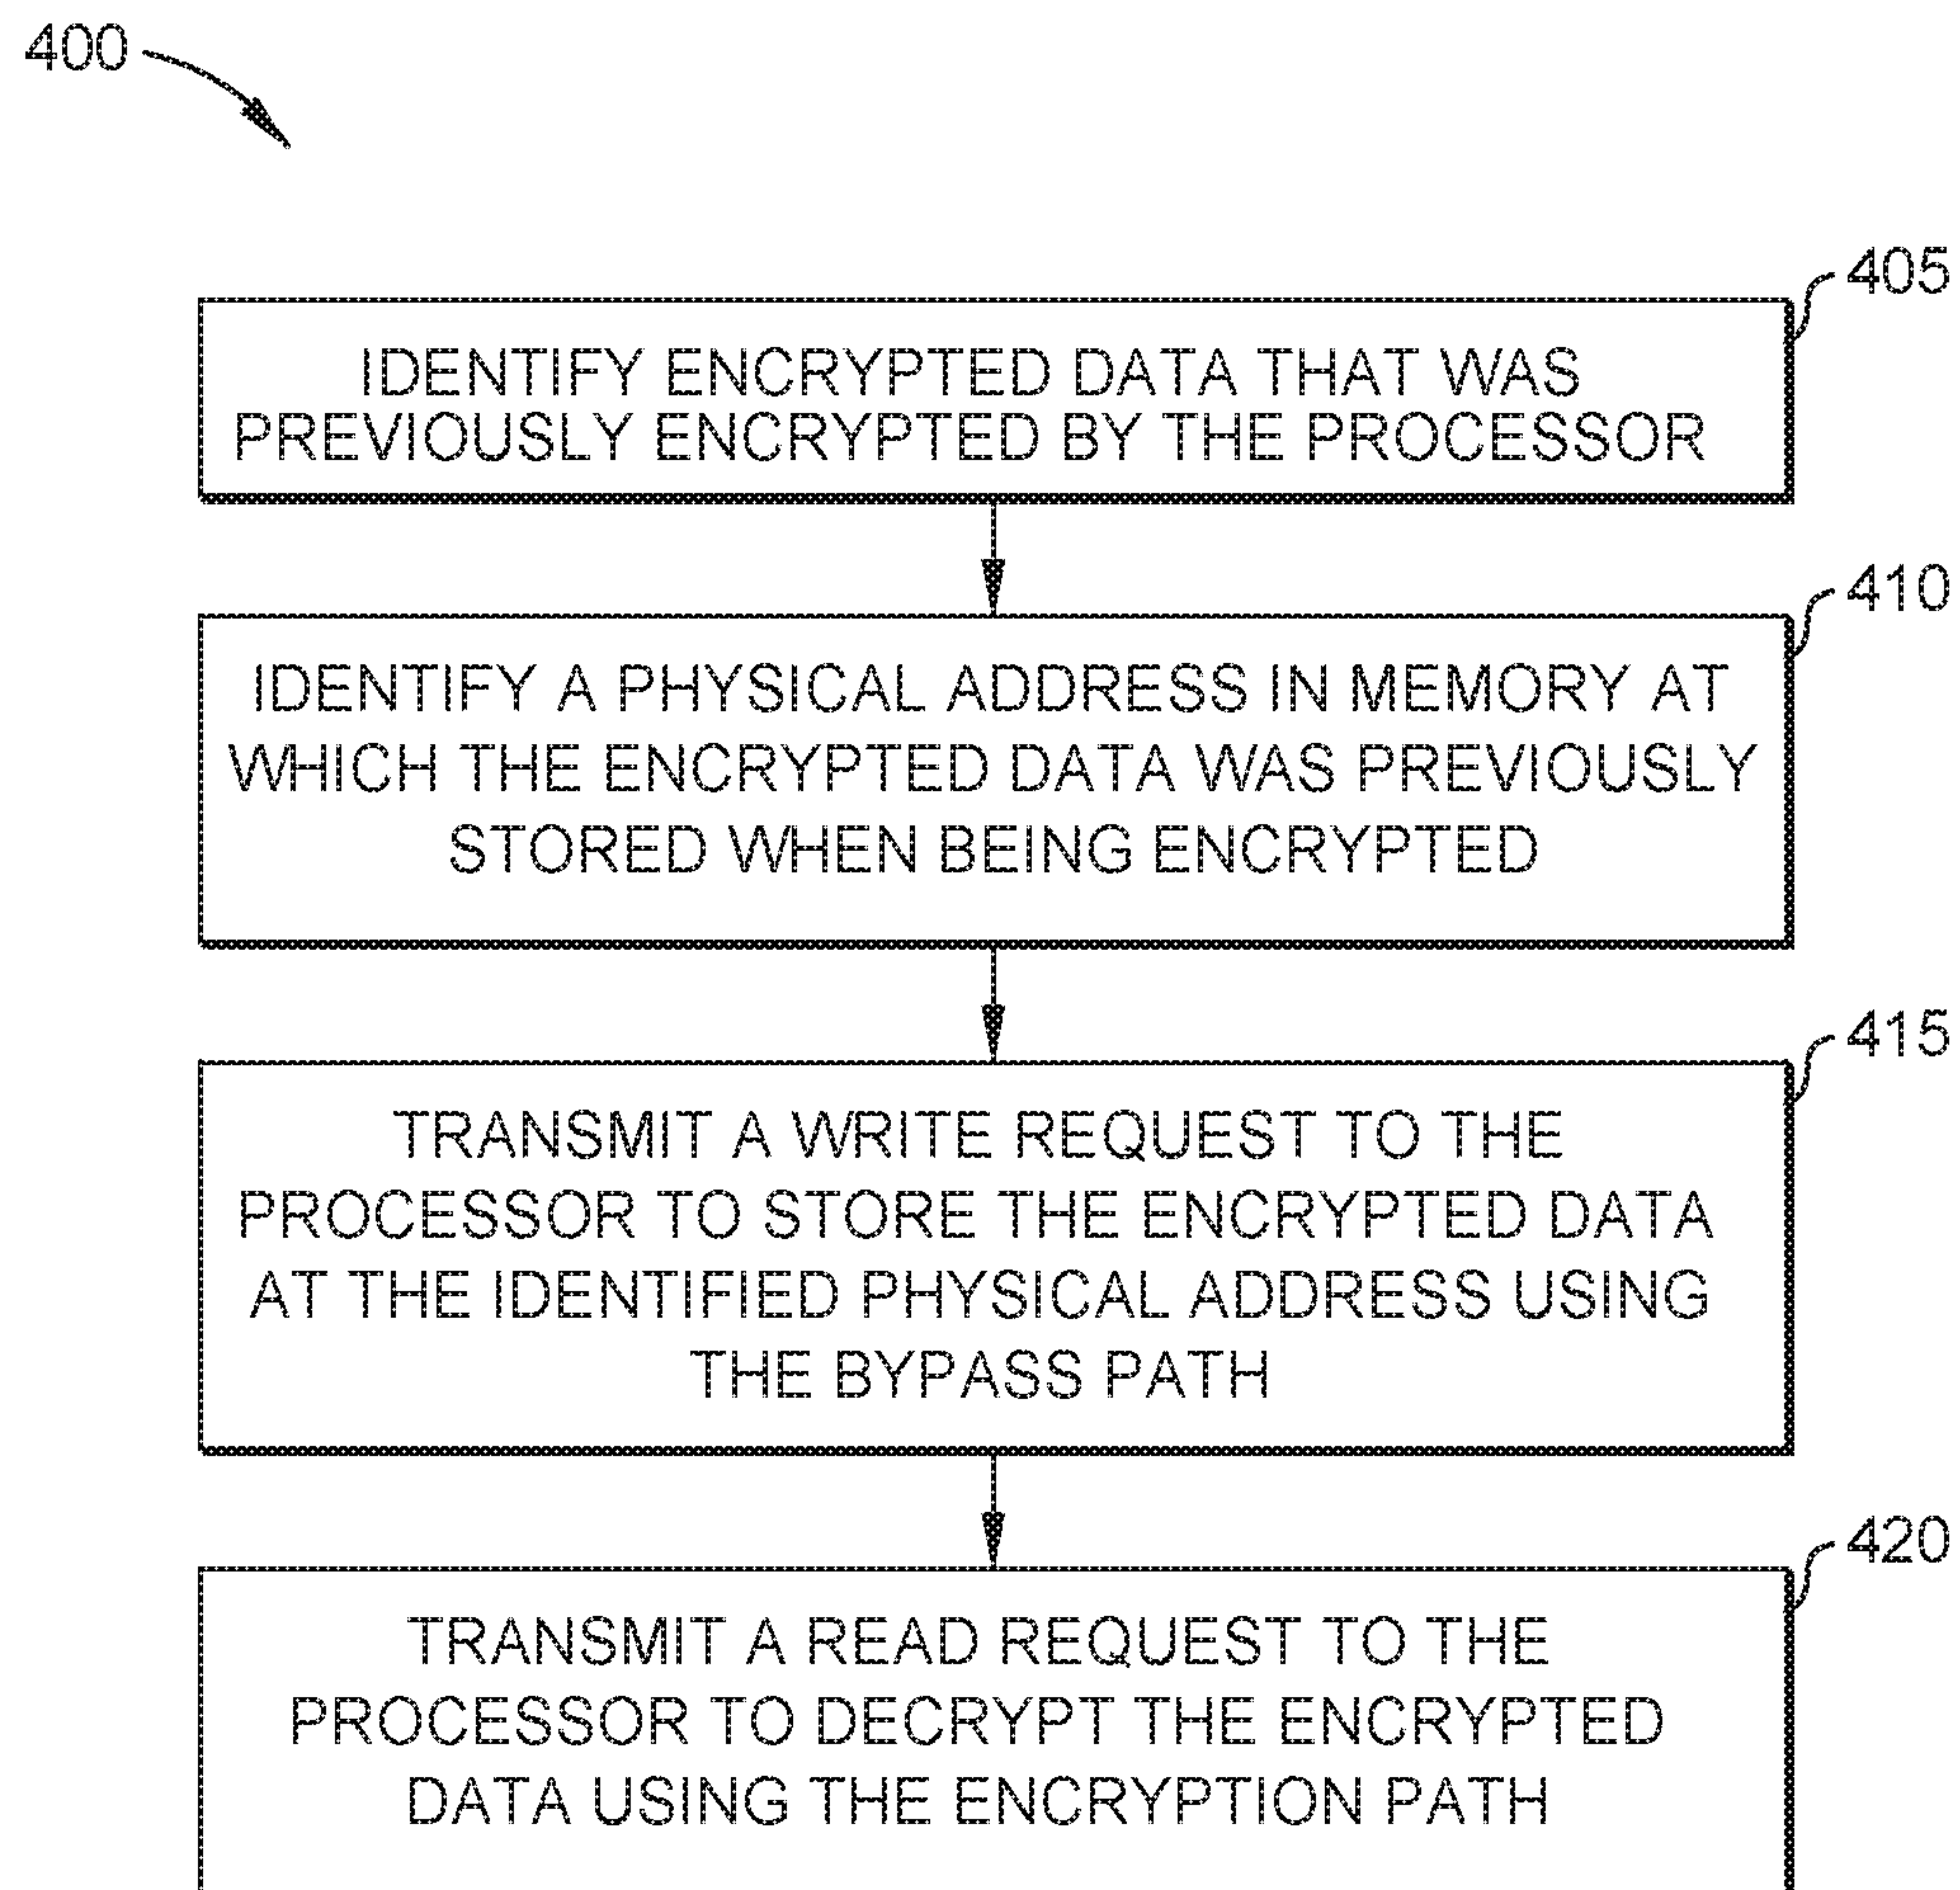 400
405
IDENTIFY ENCRYPTED DATA THAT WAS
PREVIOUSLY ENCRYPTED BY THE PROCESSOR
410
IDENTIFY A PHYSICAL ADDRESS IN MEMORY AT
WHICH THE ENCRYPTED DATA WAS PREVIOUSLY
STORED WHEN BEING ENCRYPTED
415
TRANSMIT A WRITE REQUEST TO THE
PROCESSOR TO STORE THE ENCRYPTED DATA
AT THE IDENTIFIED PHYSICAL ADDRESS USING
THE BYPASS PATH
420
TRANSMIT A READ REQUEST TO THE
PROCESSOR TO DECRYPT THE ENCRYPTED
DATA USING THE ENCRYPTION PATH